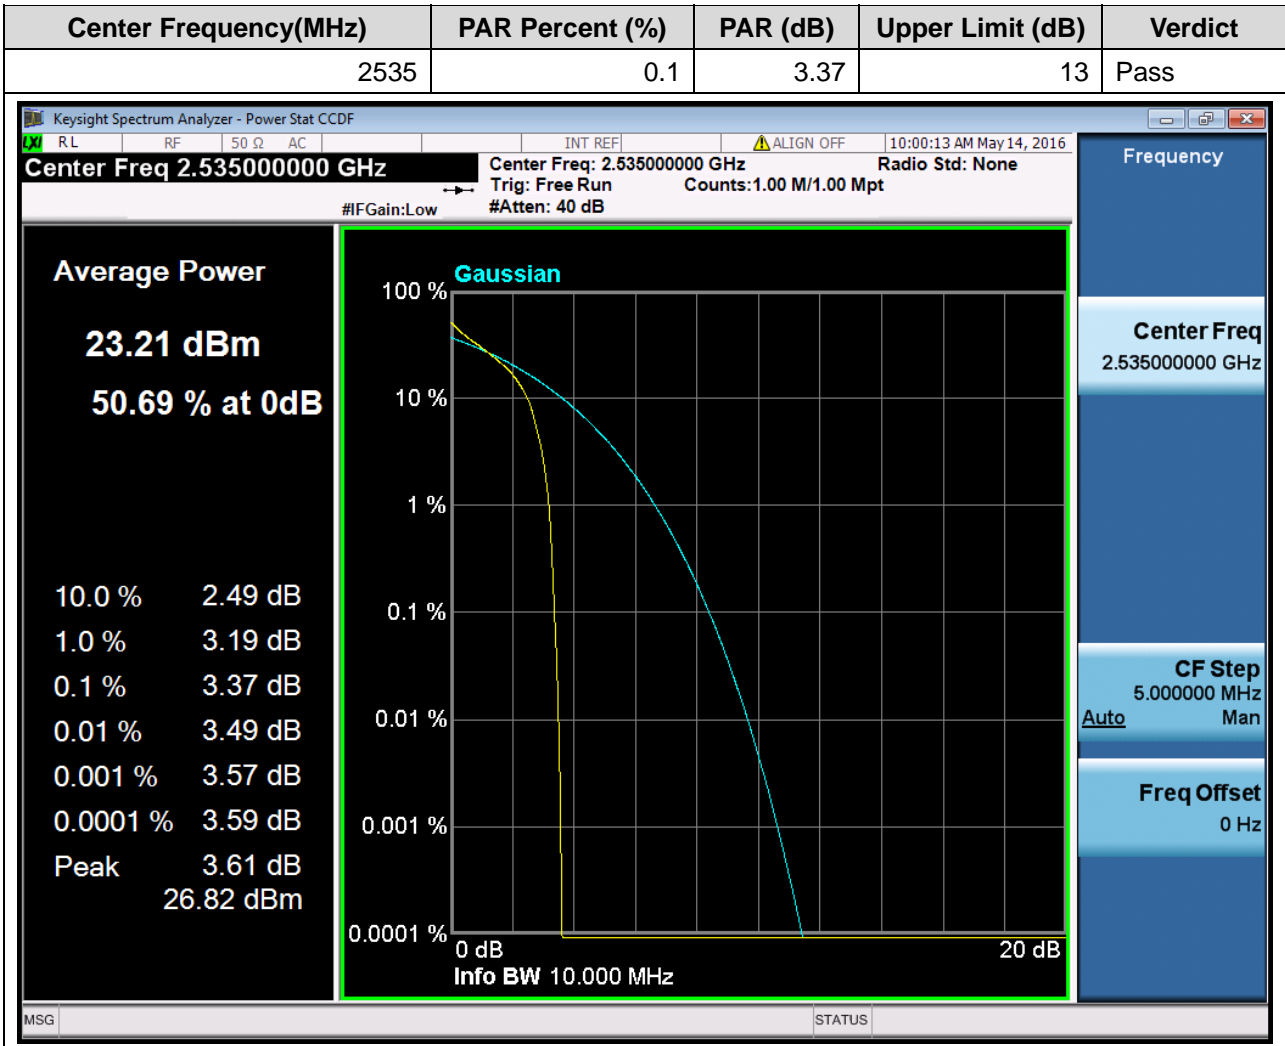 Center Frequency(MHz) PAR Percent (%) PAR (dB) Upper Limit (dB) Verdict
2535 0.1 3.37 13 Pass
Keysight Spectrum Analyzer - Power Stat CCDF
LXI RL RF 50 Ω AC INT REF ALIGN OFF 10:00:13 AM May 14, 2016
Center Freq 2.535000000 GHz
Center Freq: 2.535000000 GHz Radio Std: None
Trig: Free Run Counts:1.00 M/1.00 Mpt
#IFGain:Low #Atten: 40 dB
Frequency
Average Power
23.21 dBm
50.69 % at 0dB
10.0 % 2.49 dB
1.0 % 3.19 dB
0.1 % 3.37 dB
0.01 % 3.49 dB
0.001 % 3.57 dB
0.0001 % 3.59 dB
Peak 3.61 dB
26.82 dBm
Gaussian
100 %
10 %
1 %
0.1 %
0.01 %
0.001 %
0.0001 %
0 dB 20 dB
Info BW 10.000 MHz
Center Freq
2.535000000 GHz
CF Step
5.000000 MHz
Auto Man
Freq Offset
0 Hz
MSG STATUS